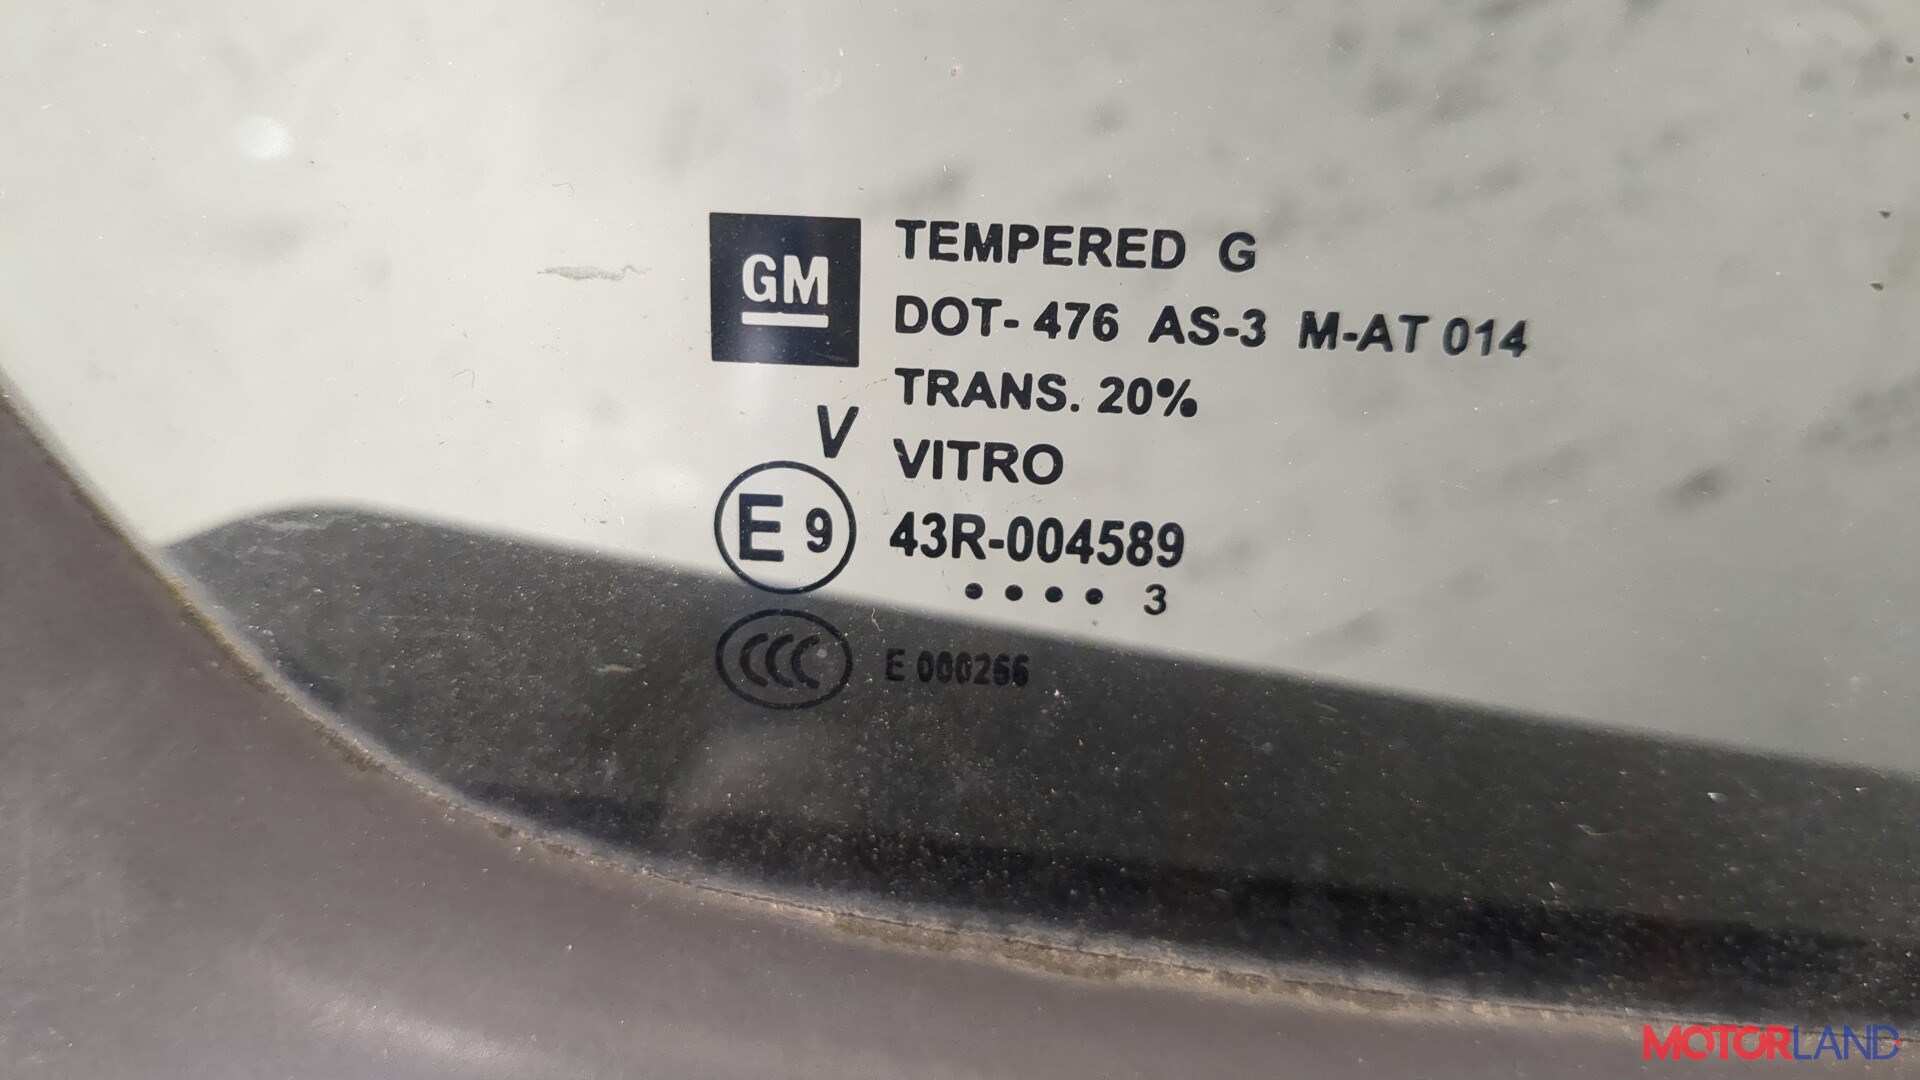 GM
TEMPERED G
DOT- 476 AS-3 M-AT 014
TRANS. 20%
V VITRO
E 9 43R-004589
•••• 3
CCC E 000266
MOTORLAND